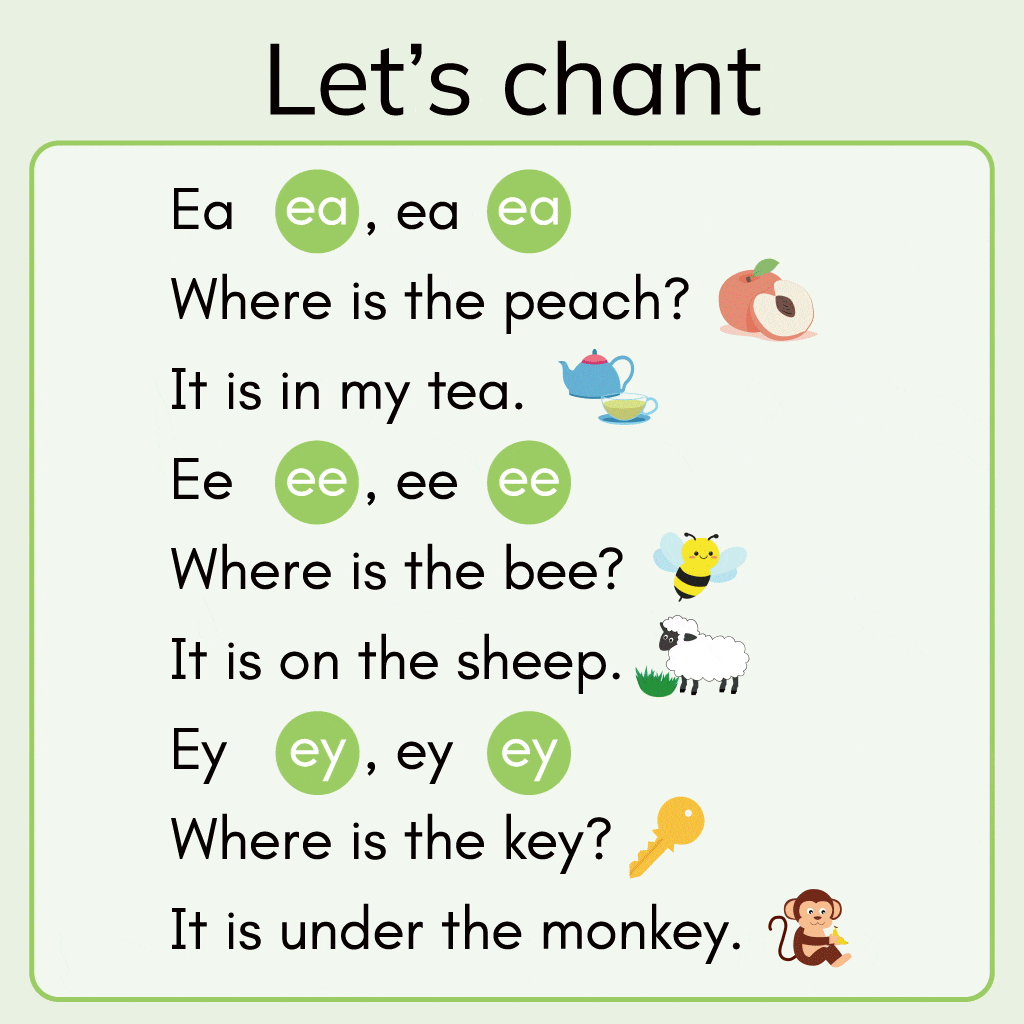 Let’s chant
Ea ea, ea ea
Where is the peach?
It is in my tea.
Ee ee, ee ee
Where is the bee?
It is on the sheep.
Ey ey, ey ey
Where is the key?
It is under the monkey.